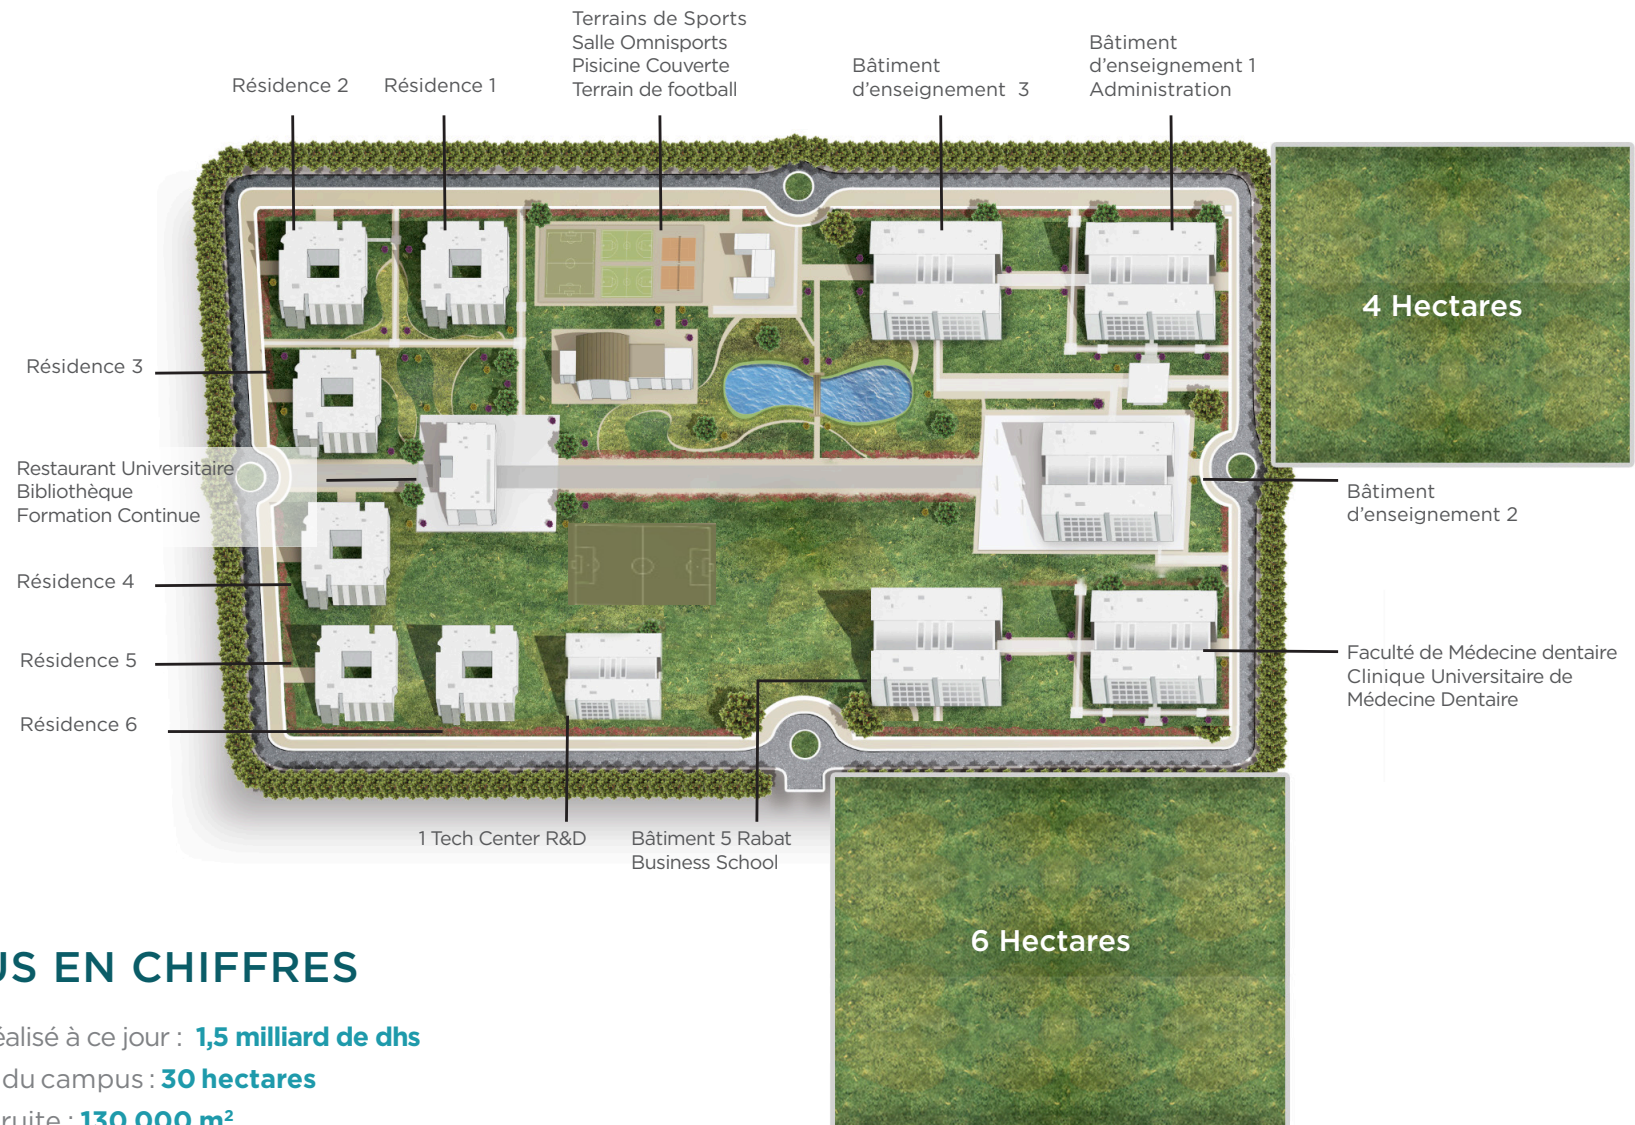 Terrains de Sports
Salle Omnisports
Pisicine Couverte
Terrain de football
Bâtiment
d'enseignement 3
Bâtiment
d'enseignement 1
Administration
Résidence 2
Résidence 1
4 Hectares
Résidence 3
Restaurant Universitaire
Bibliothèque
Formation Continue
Bâtiment
d'enseignement 2
Résidence 4
Résidence 5
Résidence 6
Faculté de Médecine dentaire
Clinique Universitaire de
Médecine Dentaire
1 Tech Center R&D
Bâtiment 5 Rabat
Business School
6 Hectares
EN CHIFFRES
à ce jour : 1,5 milliard de dhs
du campus : 30 hectares
: 130 000 m²